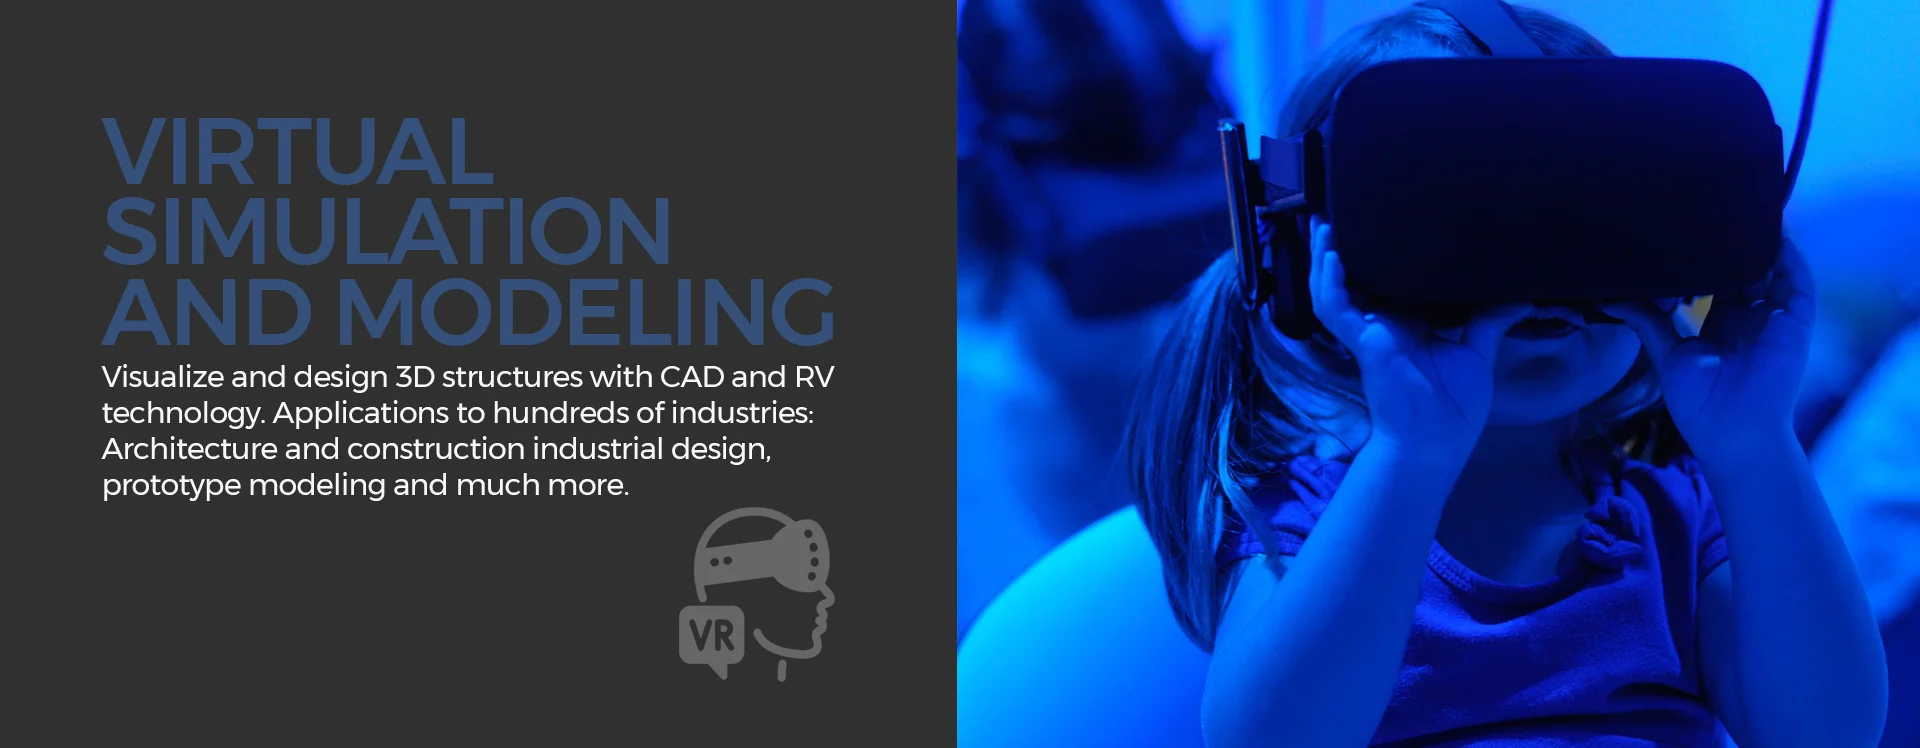 VIRTUAL
SIMULATION
AND MODELING
Visualize and design 3D structures with CAD and RV
technology. Applications to hundreds of industries:
Architecture and construction industrial design,
prototype modeling and much more.
VR